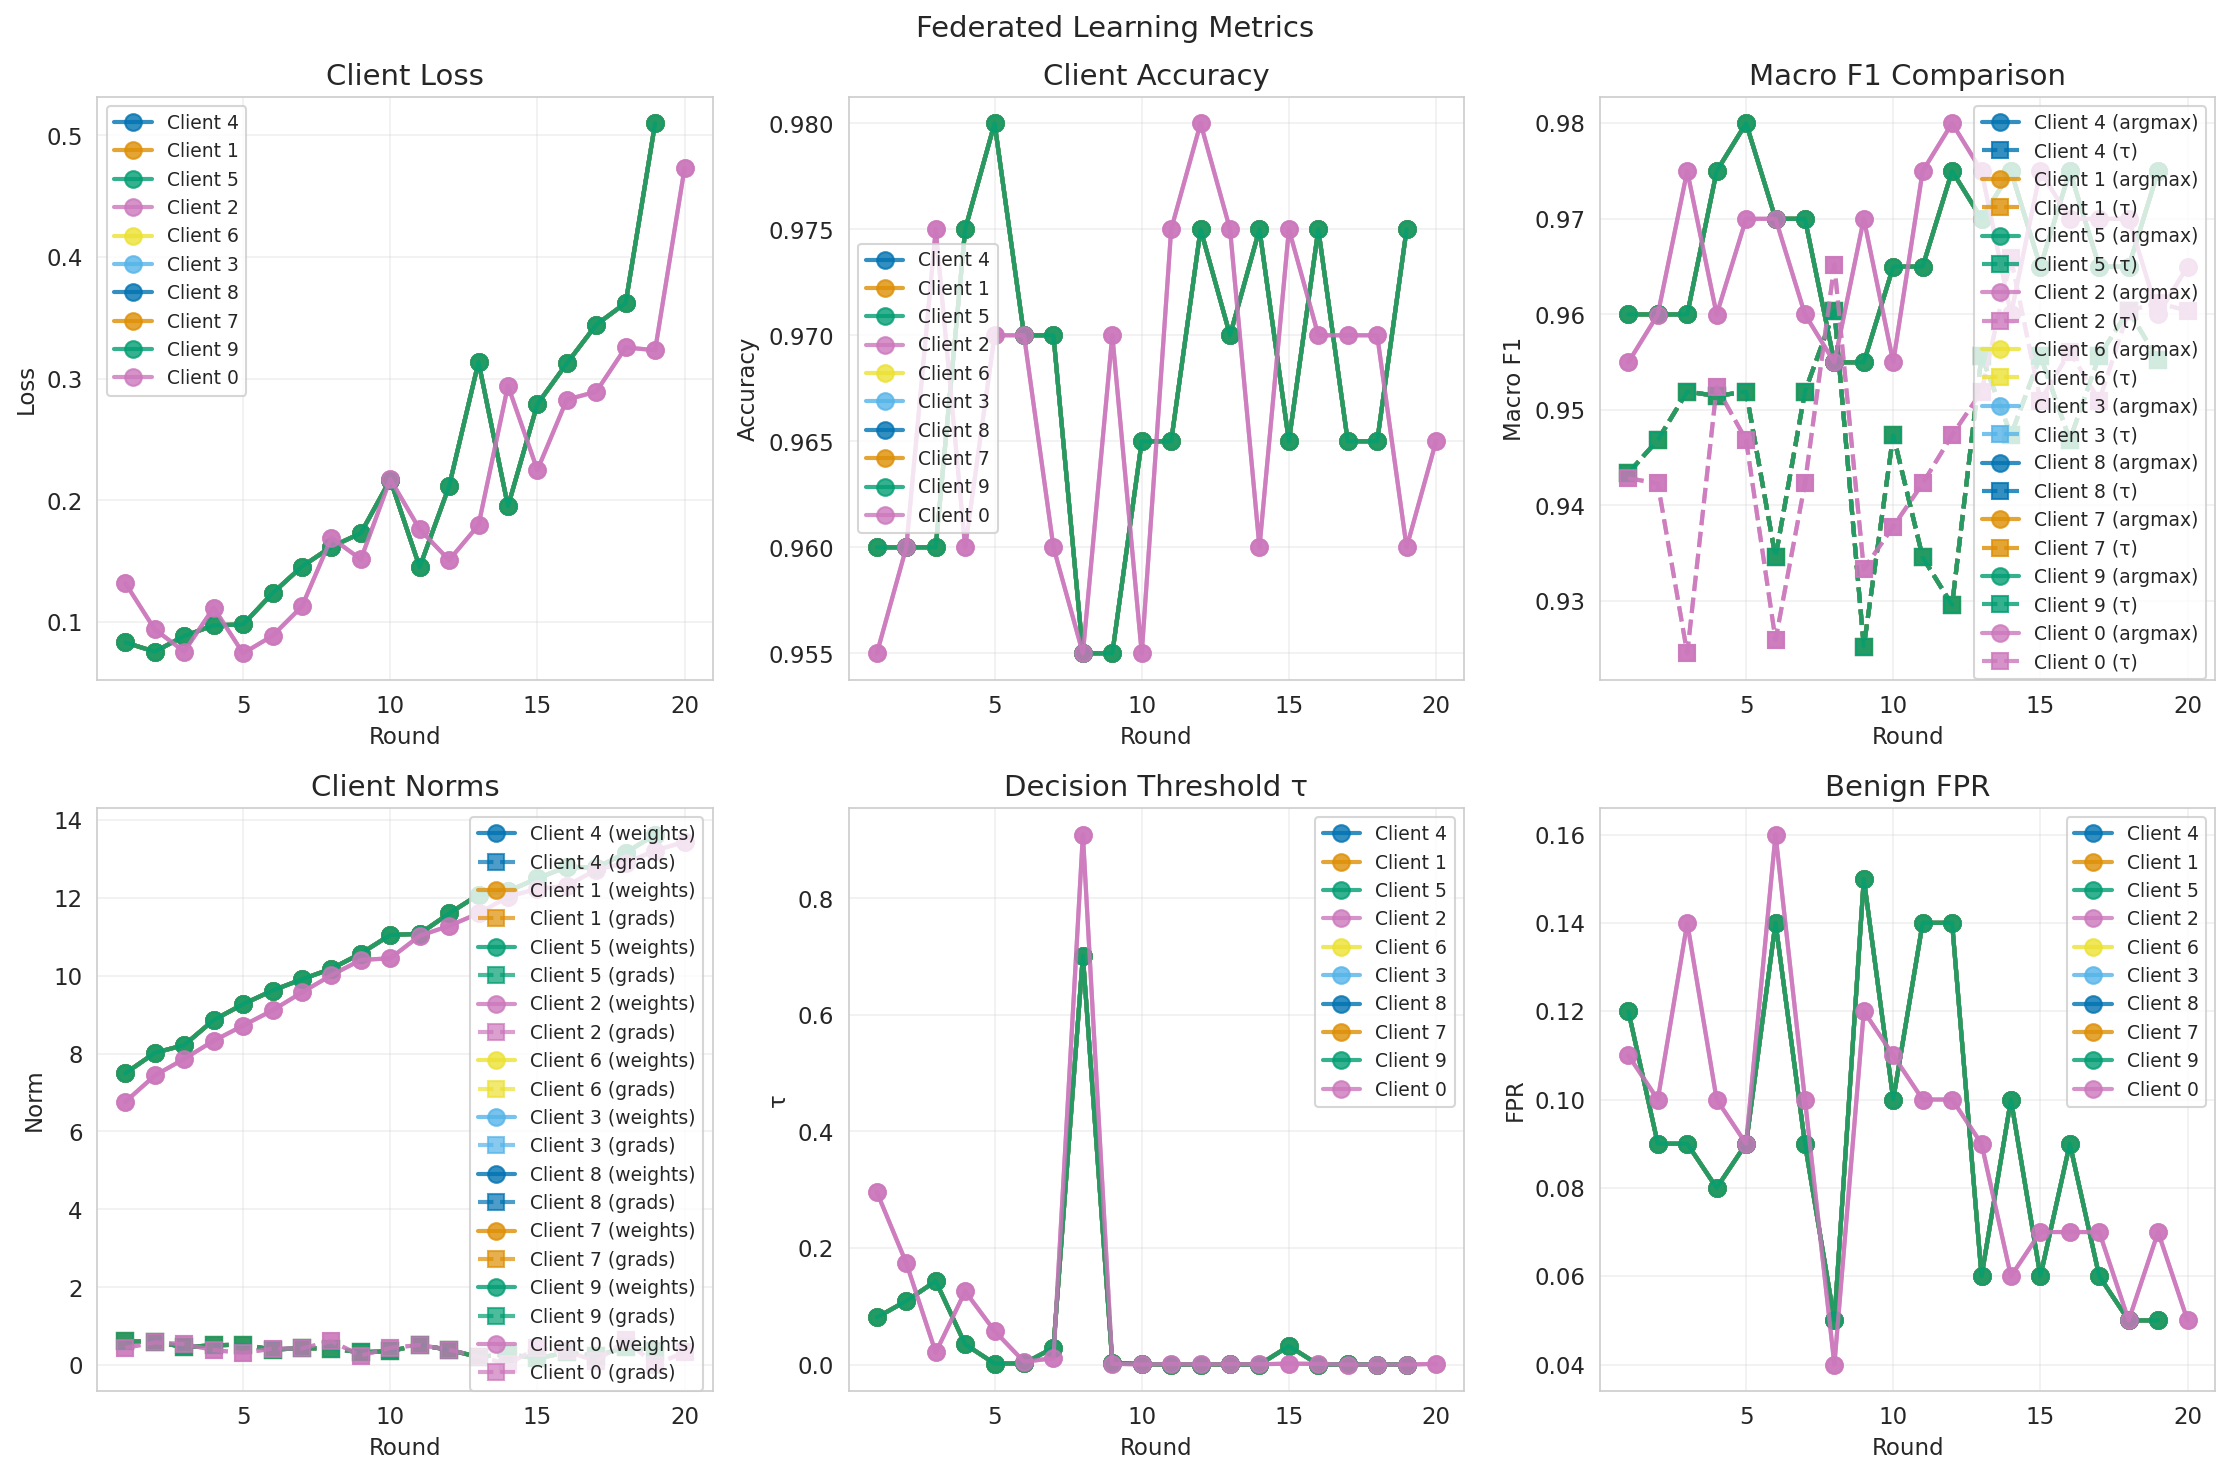 Federated Learning Metrics
Client Loss
Loss
0.5
0.4
0.3
0.2
0.1
5 10 15 20
Round
Client 4
Client 1
Client 5
Client 2
Client 6
Client 3
Client 8
Client 7
Client 9
Client 0
Client Accuracy
Accuracy
0.980
0.975
0.970
0.965
0.960
0.955
5 10 15 20
Round
Client 4
Client 1
Client 5
Client 2
Client 6
Client 3
Client 8
Client 7
Client 9
Client 0
Macro F1 Comparison
Macro F1
0.98
0.97
0.96
0.95
0.94
0.93
5 10 15 20
Round
Client 4 (argmax)
Client 4 (τ)
Client 1 (argmax)
Client 1 (τ)
Client 5 (argmax)
Client 5 (τ)
Client 2 (argmax)
Client 2 (τ)
Client 6 (argmax)
Client 6 (τ)
Client 3 (argmax)
Client 3 (τ)
Client 8 (argmax)
Client 8 (τ)
Client 7 (argmax)
Client 7 (τ)
Client 9 (argmax)
Client 9 (τ)
Client 0 (argmax)
Client 0 (τ)
Client Norms
Norm
14
12
10
8
6
4
2
0
5 10 15 20
Round
Client 4 (weights)
Client 4 (grads)
Client 1 (weights)
Client 1 (grads)
Client 5 (weights)
Client 5 (grads)
Client 2 (weights)
Client 2 (grads)
Client 6 (weights)
Client 6 (grads)
Client 3 (weights)
Client 3 (grads)
Client 8 (weights)
Client 8 (grads)
Client 7 (weights)
Client 7 (grads)
Client 9 (weights)
Client 9 (grads)
Client 0 (weights)
Client 0 (grads)
Decision Threshold τ
τ
0.8
0.6
0.4
0.2
0.0
5 10 15 20
Round
Client 4
Client 1
Client 5
Client 2
Client 6
Client 3
Client 8
Client 7
Client 9
Client 0
Benign FPR
FPR
0.16
0.14
0.12
0.10
0.08
0.06
0.04
5 10 15 20
Round
Client 4
Client 1
Client 5
Client 2
Client 6
Client 3
Client 8
Client 7
Client 9
Client 0